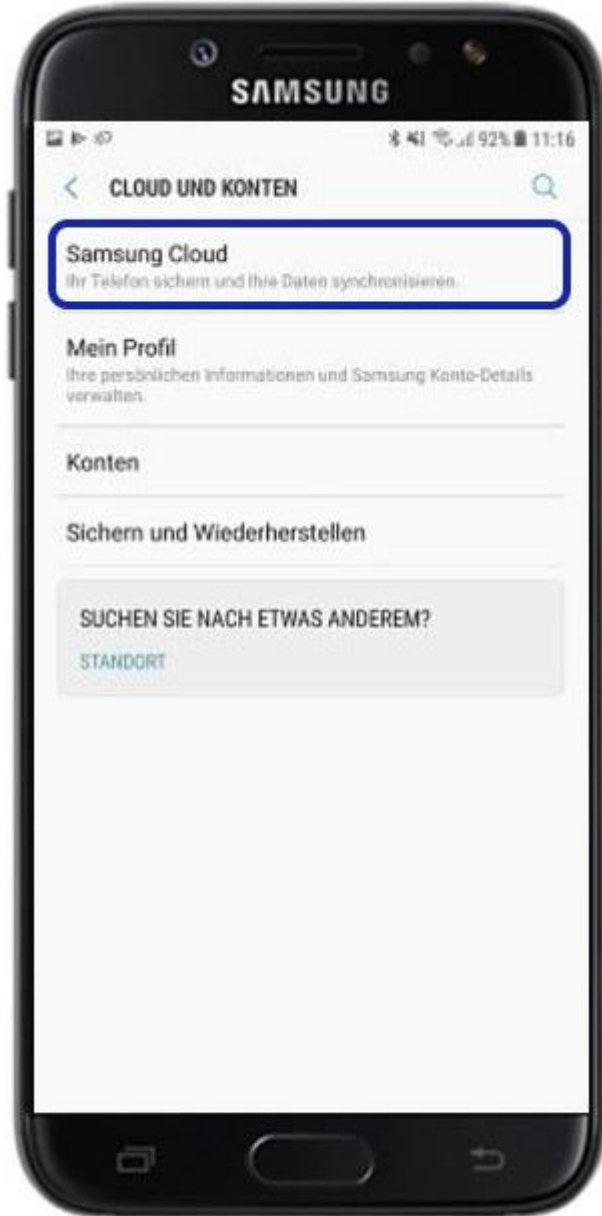 SAMSUNG
92% 11:16
CLOUD UND KONTEN
Samsung Cloud
Ihr Telefon sichern und Ihre Daten synchronisieren.
Mein Profil
Ihre persönlichen Informationen und Samsung Konto-Details
verwalten.
Konten
Sichern und Wiederherstellen
SUCHEN SIE NACH ETWAS ANDEREM?
STANDORT